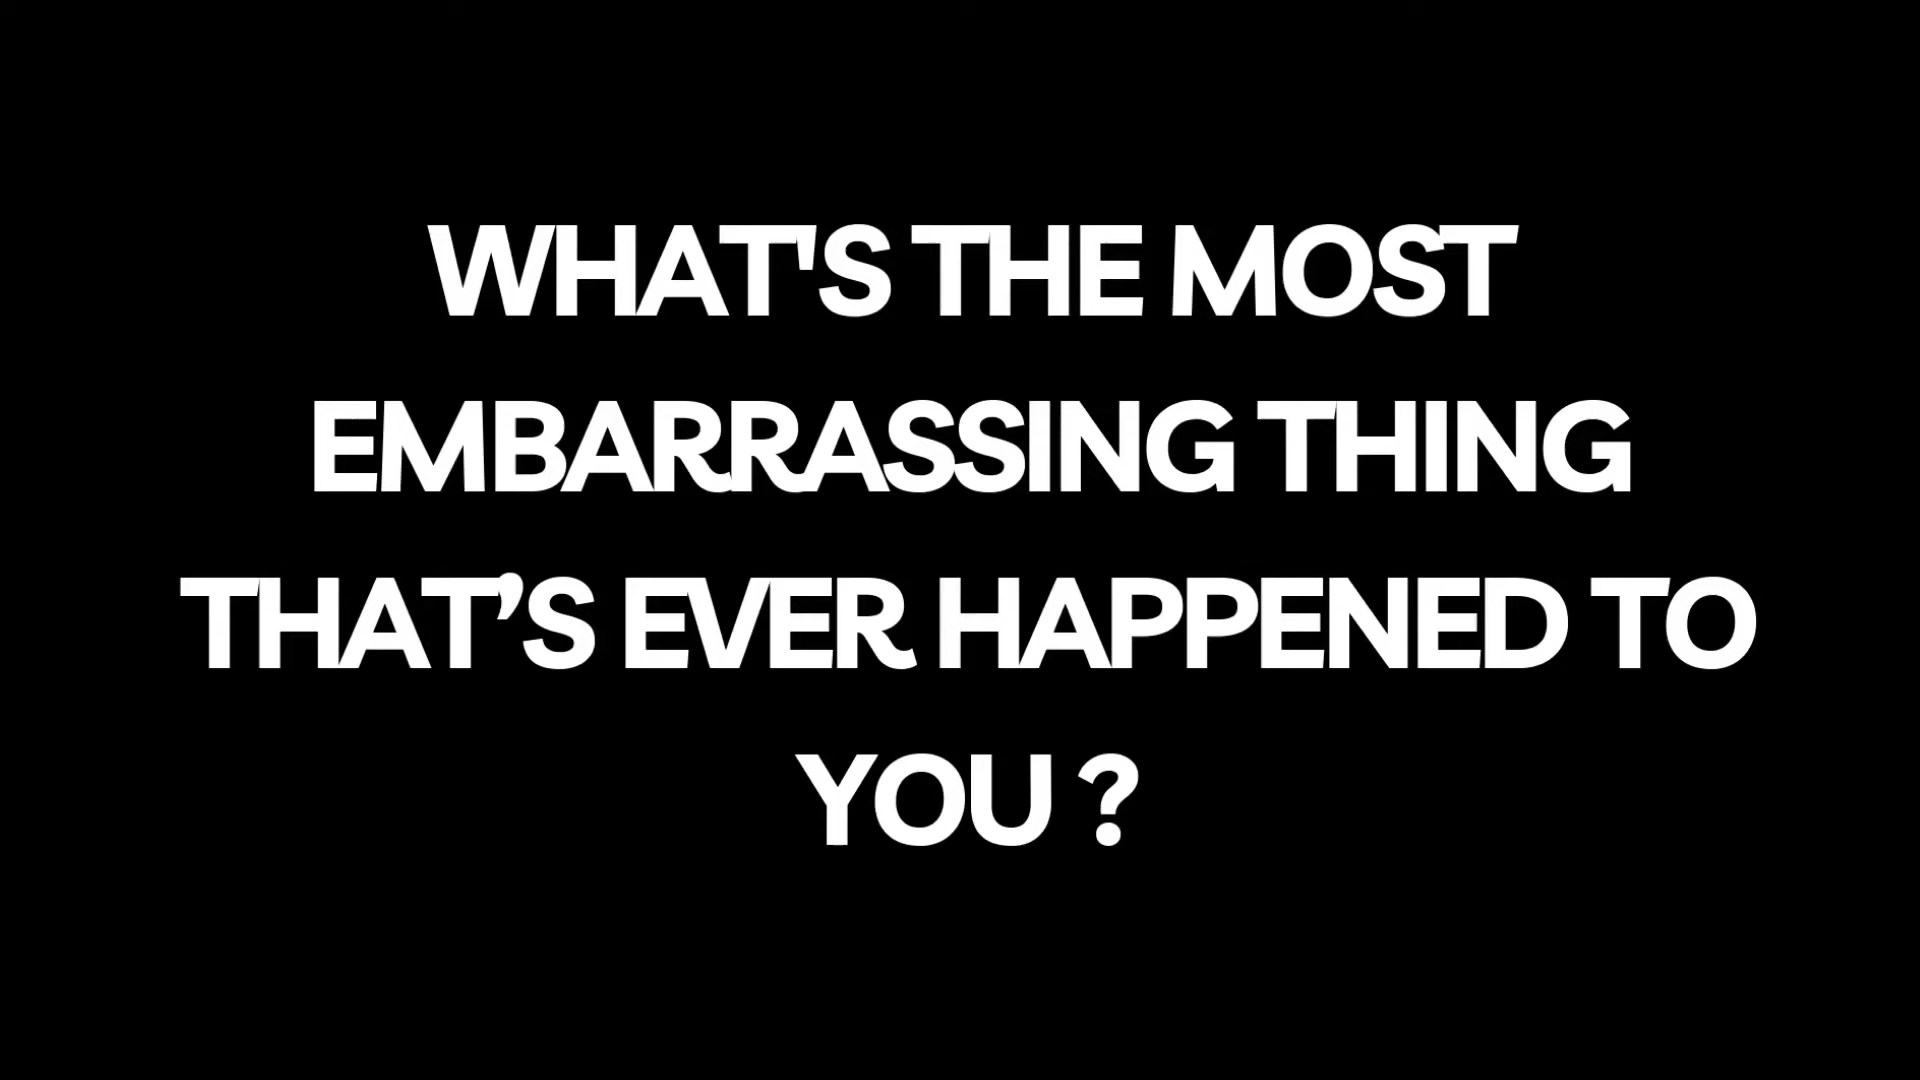 WHAT'S THE MOST
EMBARRASSING THING
THAT’S EVER HAPPENED TO
YOU ?